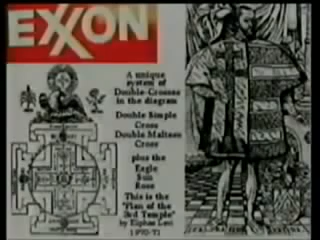 EXXON
A unique
system of
Double-Crosses
in the diagram
Double Simple
Cross
Double Maltese
Cross
plus the
Eagle
Sun
Rose
This is the
"Plan of the
3rd Temple"
by Eliphas Levi